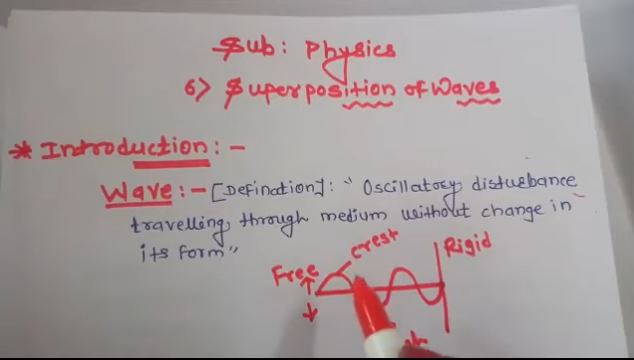 Sub: Physics
6) Superposition of Waves
* Introduction:-
Wave:- [Defination]: "Oscillatory disturbance
travelling through medium without change in
its form"
crest
Rigid
Free